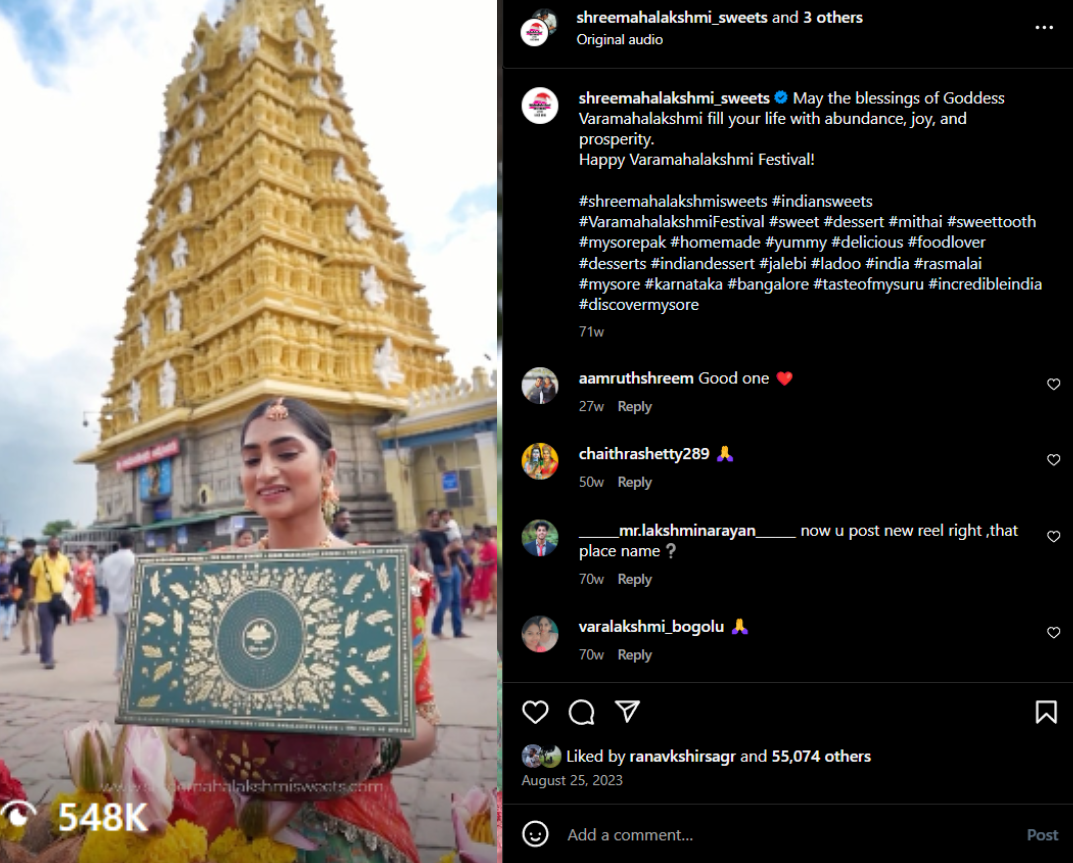 shreemahalakshmi_sweets and 3 others
Original audio
shreemahalakshmi_sweets May the blessings of Goddess
Varamahalakshmi fill your life with abundance, joy, and
prosperity.
Happy Varamahalakshmi Festival!
#shreemahalakshmisweets #indiansweets
#VaramahalakshmiFestival #sweet #dessert #mithai #sweettooth
#mysorepak #homemade #yummy #delicious #foodlover
#desserts #indiandessert #jalebi #ladoo #india #rasmalai
#mysore #karnataka #bangalore #tasteofmysuru #incredibleindia
#discovermysore
71w
aamruthshreem Good one ❤️
27w Reply
chaithrashetty289 🙏
50w Reply
______mr.lakshminarayan______ now u post new reel right ,that
place name ❔
70w Reply
varalakshmi_bogolu 🙏
70w Reply
Liked by ranavkshirsagr and 55,074 others
August 25, 2023
Add a comment...
Post
548K